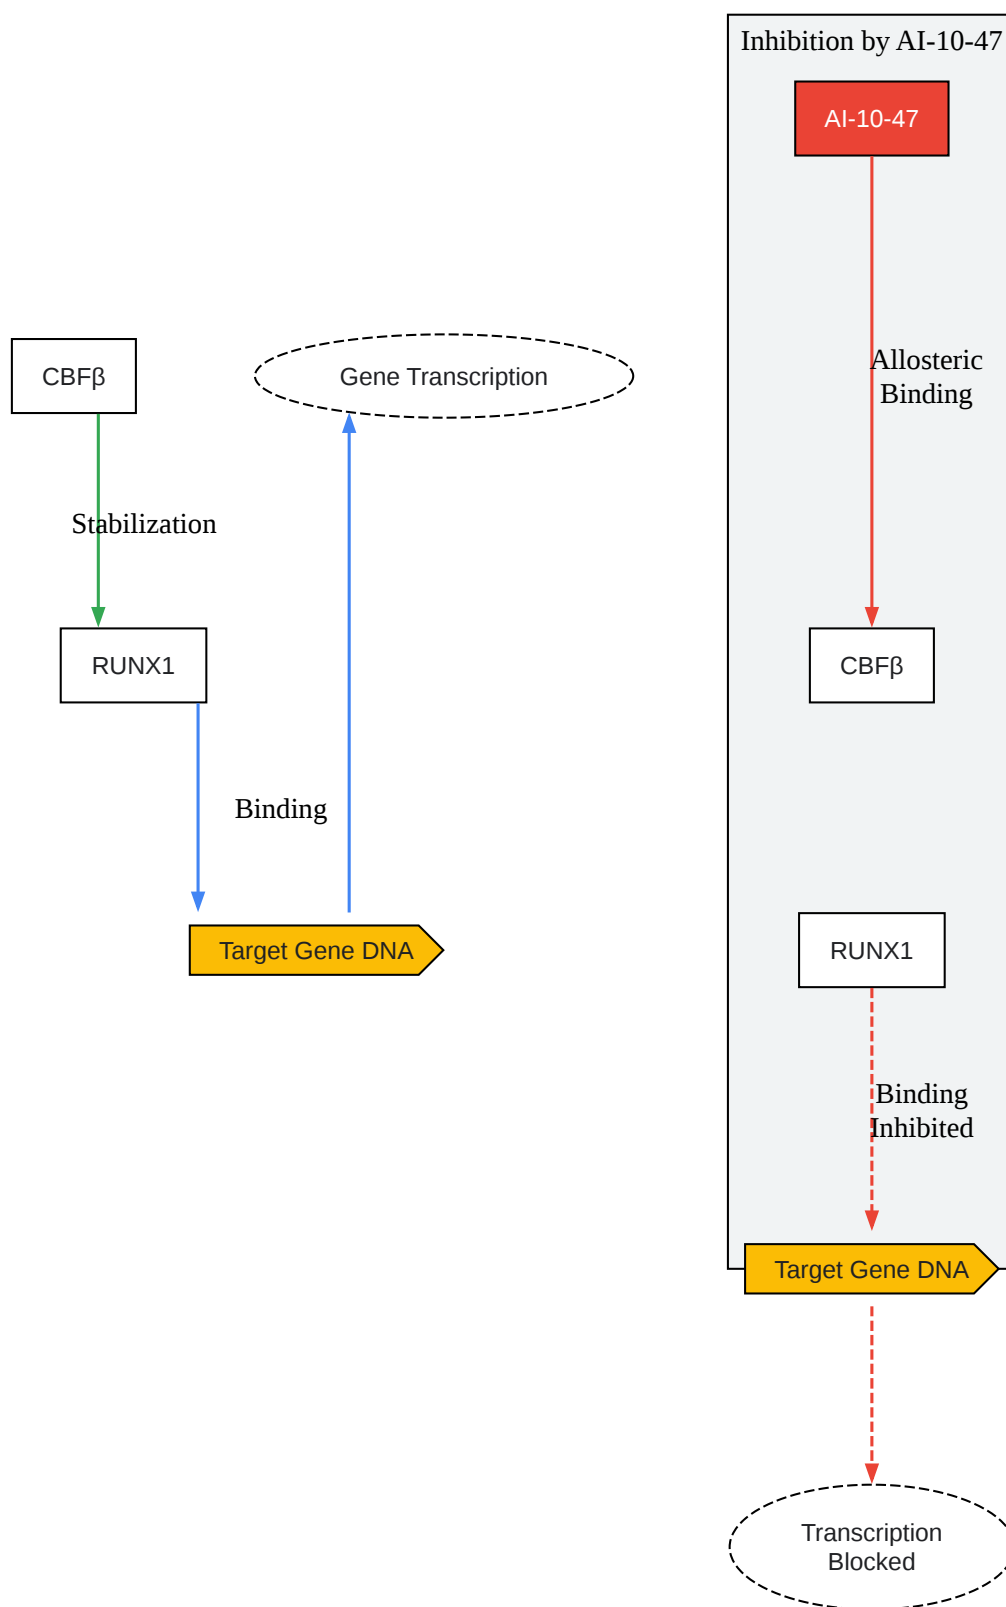 Inhibition by AI-10-47
AI-10-47
CBFβ
Gene Transcription
Allosteric
Binding
Stabilization
RUNX1
CBFβ
Binding
Target Gene DNA
RUNX1
Binding
Inhibited
Target Gene DNA
Transcription
Blocked